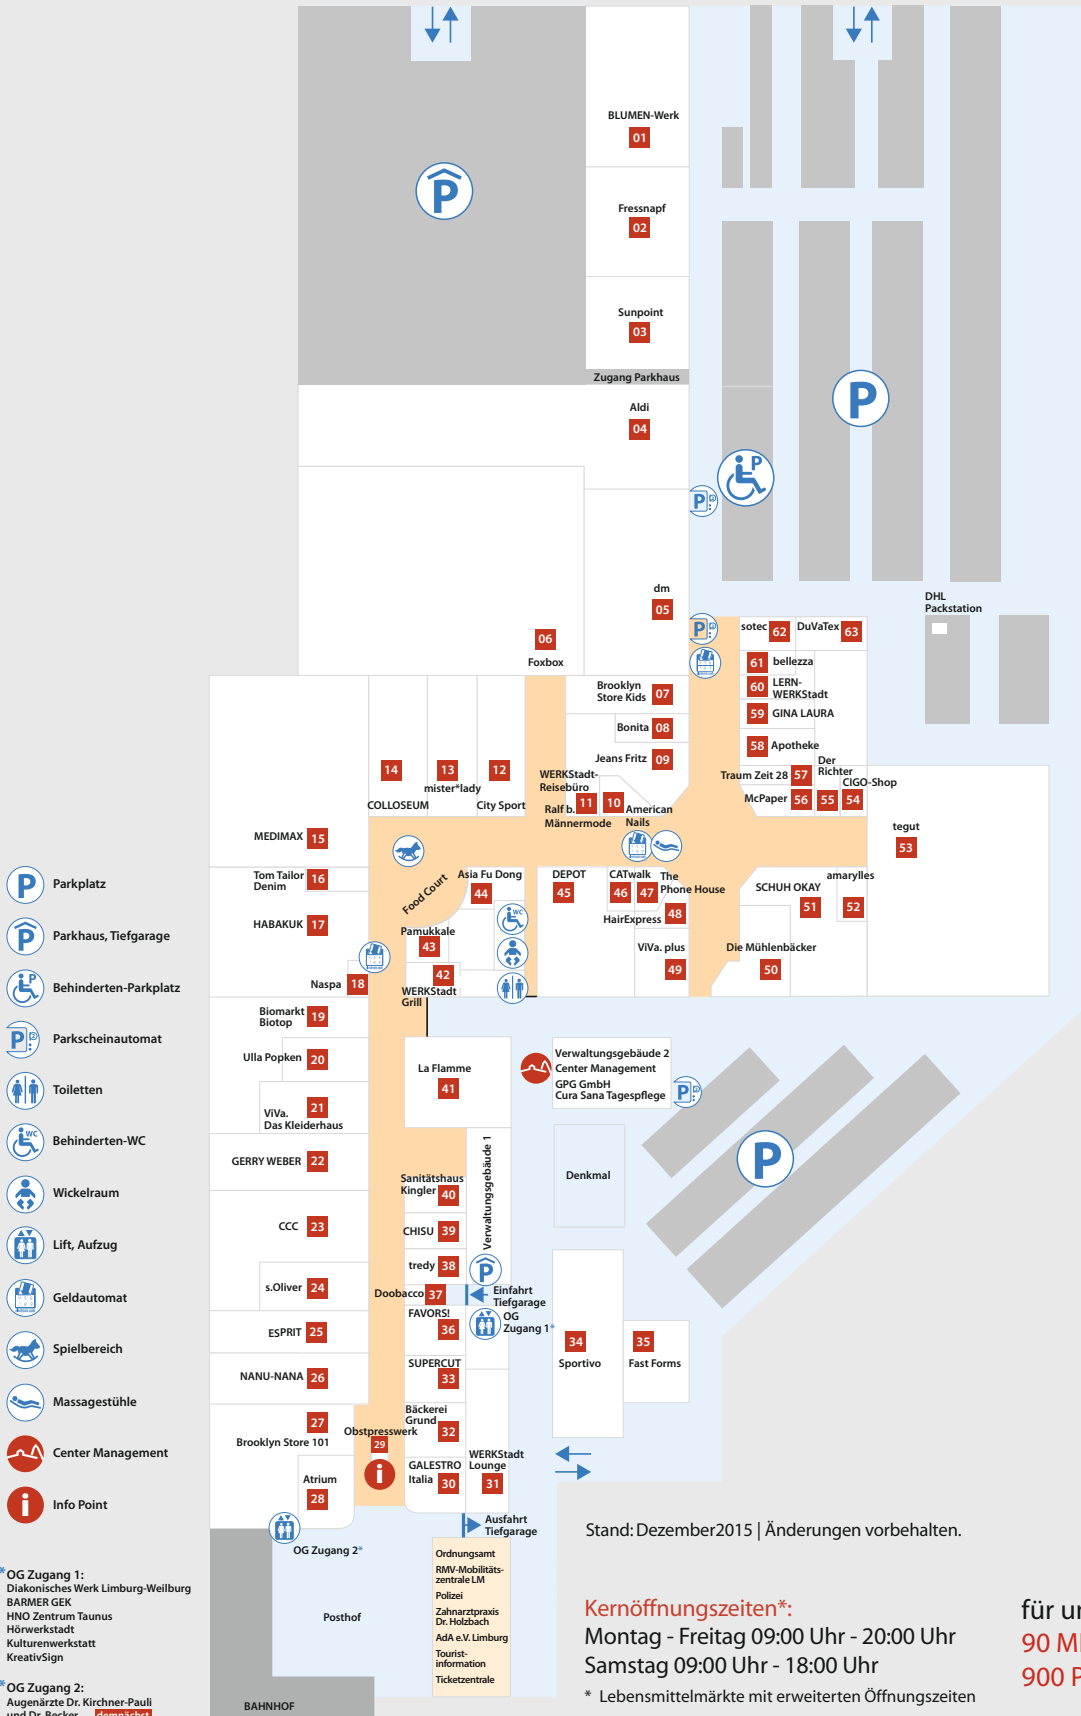 BLUMEN-Werk
01
Fressnapf
02
Sunpoint
03
Zugang Parkhaus
Aldi
04
dm
05
06
Foxbox
Brooklyn
Store Kids
07
Bonita
08
Jeans Fritz
09
WERKStadt-
Reisebüro
Ralf b.
Männermode
11
10
American
Nails
12
City Sport
13
mister*lady
14
COLLOSEUM
MEDIMAX
15
Tom Tailor
Denim
16
HABAKUK
17
Naspa
18
Biomarkt
Biotop
19
Ulla Popken
20
21
ViVa.
Das Kleiderhaus
GERRY WEBER
22
CCC
23
s.Oliver
24
ESPRIT
25
NANU-NANA
26
27
Brooklyn Store 101
Atrium
28
Obstpresswerk
29
GALESTRO
Italia
30
WERKStadt
Lounge
31
Bäckerei
Grund
32
SUPERCUT
33
34
Sportivo
35
Fast Forms
FAVORS!
36
Doobacco
37
tredy
38
CHISU
39
Sanitätshaus
Kingler
40
La Flamme
41
42
WERKStadt
Grill
Pamukkale
43
Asia Fu Dong
44
Food Court
DEPOT
45
CATwalk
46
47
The
Phone House
HairExpress
48
ViVa. plus
49
Die Mühlenbäcker
50
SCHUH OKAY
51
amarylles
52
tegut
53
CIGO-Shop
54
Der
Richter
55
McPaper
56
Traum Zeit 28
57
58
Apotheke
59
GINA LAURA
60
LERN-
WERKStadt
61
bellezza
sotec
62
DuVaTex
63
DHL
Packstation
Verwaltungsgebäude 2
Center Management
GPG GmbH
Cura Sana Tagespflege
Denkmal
Verwaltungsgebäude 1
Einfahrt
Tiefgarage
OG
Zugang 1*
Ausfahrt
Tiefgarage
OG Zugang 2*
Posthof
BAHNHOF
Ordnungsamt
RMV-Mobilitäts-
zentrale LM
Polizei
Zahnarztpraxis
Dr. Holzbach
AdA e.V. Limburg
Tourist-
information
Ticketzentrale
P
Parkplatz
P
Parkhaus, Tiefgarage
P
Behinderten-Parkplatz
P
Parkscheinautomat
Toiletten
WC
Behinderten-WC
Wickelraum
Lift, Aufzug
Geldautomat
Spielbereich
Massagestühle
Center Management
i
Info Point
*OG Zugang 1:
Diakonisches Werk Limburg-Weilburg
BARMER GEK
HNO Zentrum Taunus
Hörwerkstadt
Kulturenwerkstatt
KreativSign
*OG Zugang 2:
Augenärzte Dr. Kirchner-Pauli
und Dr. Becker demnächst
Stand: Dezember2015 | Änderungen vorbehalten.
Kernöffnungszeiten*:
Montag - Freitag 09:00 Uhr - 20:00 Uhr
Samstag 09:00 Uhr - 18:00 Uhr
* Lebensmittelmärkte mit erweiterten Öffnungszeiten
für
90
900